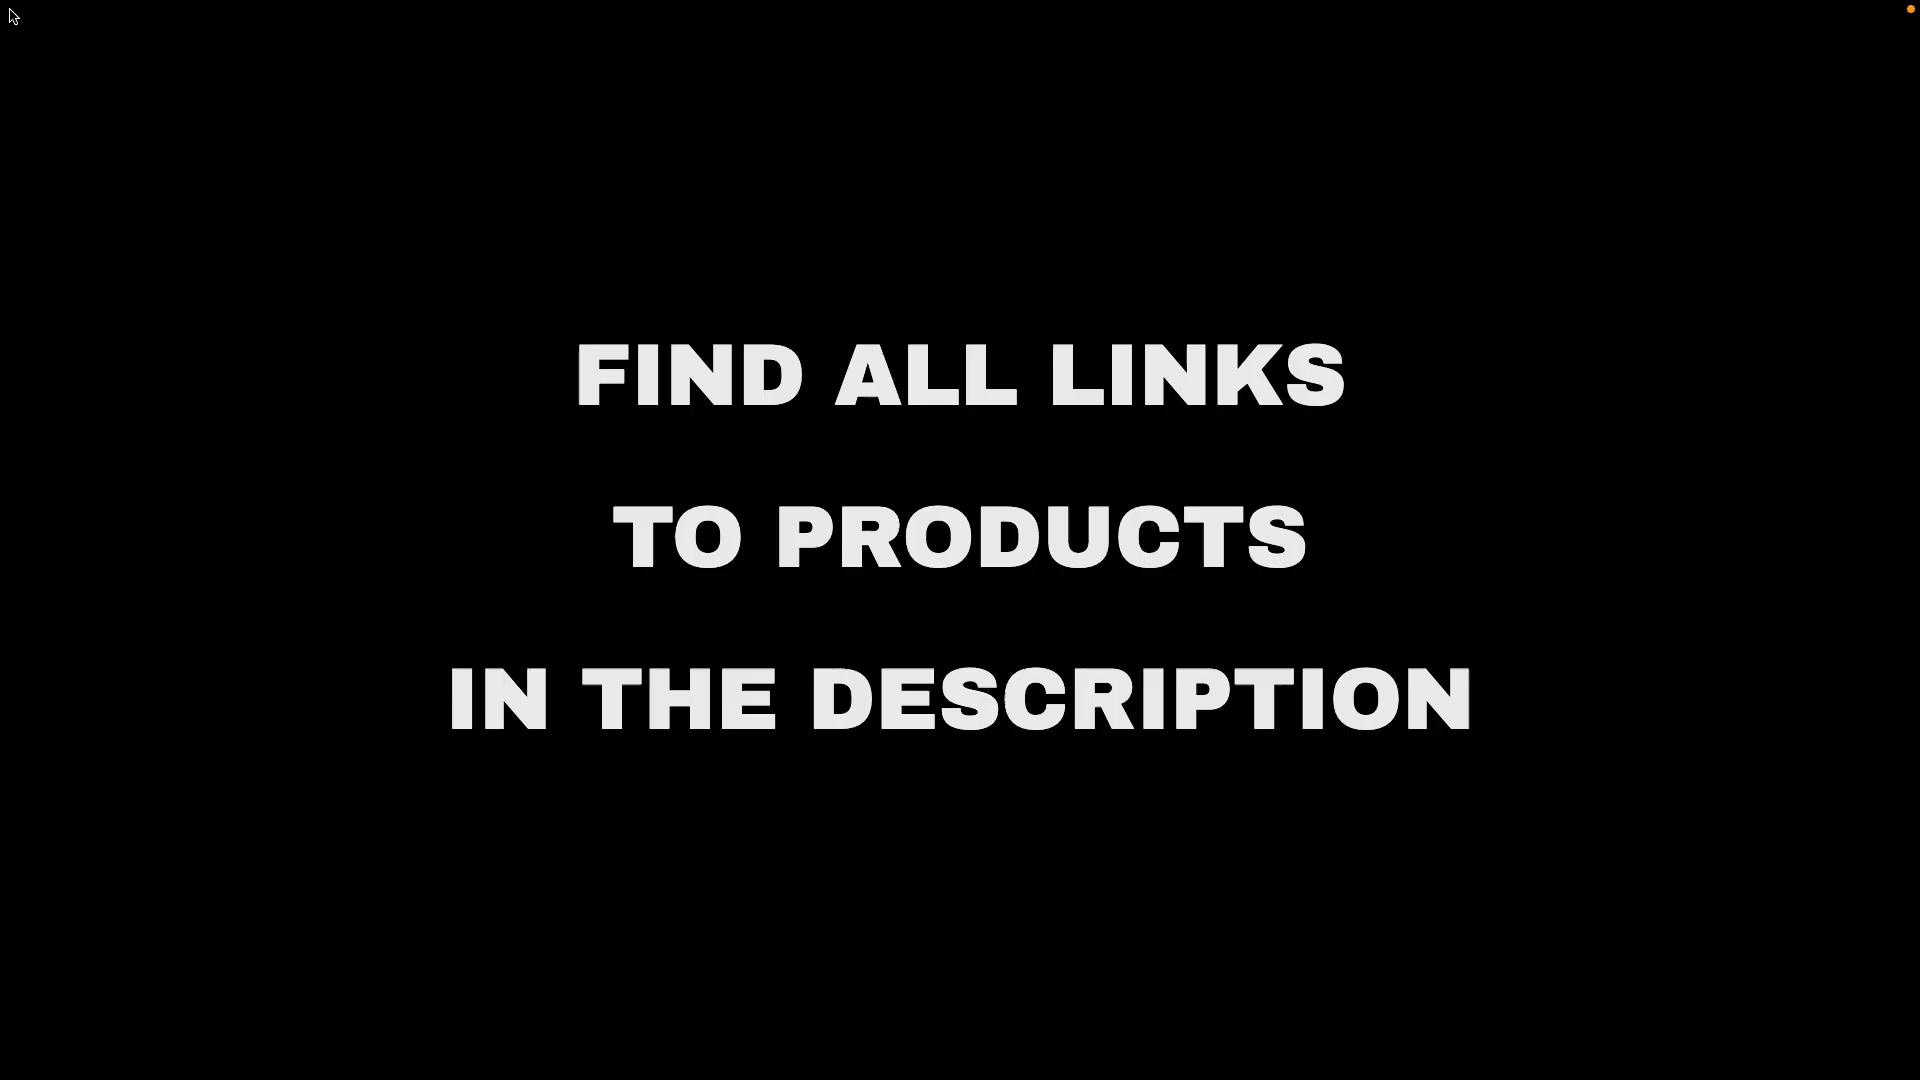 FIND ALL LINKS
TO PRODUCTS
IN THE DESCRIPTION